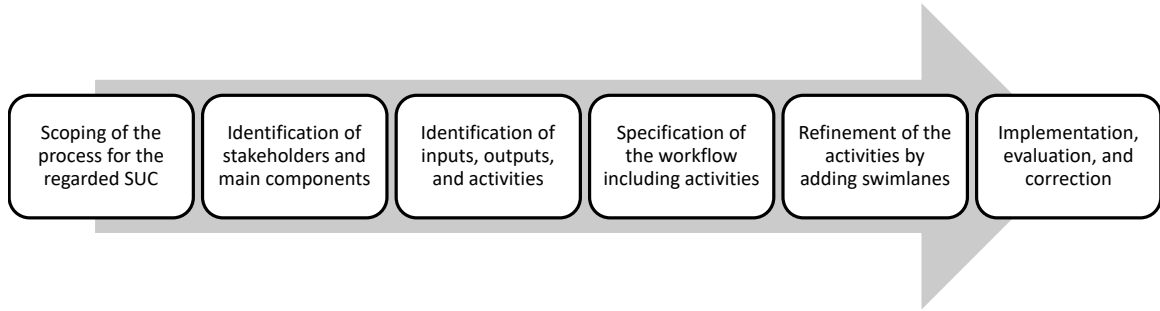 Scoping of the
process for the
regarded SUC
Identification of
stakeholders and
main components
Identification of
inputs, outputs,
and activities
Specification of
the workflow
including activities
Refinement of the
activities by
adding swimlanes
Implementation,
evaluation, and
correction